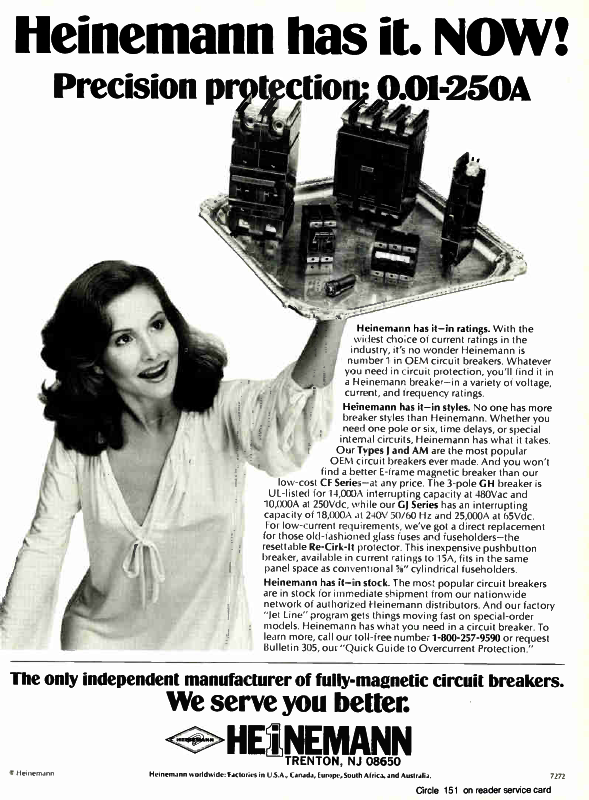 Heinemann has it. NOW!
Precision protection: 0.01-250A
Heinemann has it—in ratings. With the
widest choice of current ratings in the
industry, it's no wonder Heinemann is
number 1 in OEM circuit breakers. Whatever
you need in circuit protection, you'll find it in
a Heinemann breaker—in a variety of voltage,
current, and frequency ratings.
Heinemann has it—in styles. No one has more
breaker styles than Heinemann. Whether you
need one pole or six, time delays, or special
internal circuits, Heinemann has what it takes.
Our Types J and AM are the most popular
OEM circuit breakers ever made. And you won't
find a better E-frame magnetic breaker than our
low-cost CF Series—at any price. The 3-pole GH breaker is
UL-listed for 14,000A interrupting capacity at 480Vac and
10,000A at 250Vdc, while our GJ Series has an interrupting
capacity of 18,000A at 240V 50/60 Hz and 25,000A at 65Vdc.
For low-current requirements, we've got a direct replacement
for those old-fashioned glass fuses and fuseholders—the
resettable Re-Cirk-It protector. This inexpensive pushbutton
breaker, available in current ratings to 15A, fits in the same
panel space as conventional ⅝" cylindrical fuseholders.
Heinemann has it—in stock. The most popular circuit breakers
are in stock for immediate shipment from our nationwide
network of authorized Heinemann distributors. And our factory
"Jet Line" program gets things moving fast on special-order
models. Heinemann has what you need in a circuit breaker. To
learn more, call our toll-free number 1-800-257-9590 or request
Bulletin 305, our "Quick Guide to Overcurrent Protection."
The only independent manufacturer of fully-magnetic circuit breakers.
We serve you better.
HEINEMANN
HEINEMANN
TRENTON, NJ 08650
© Heinemann
Heinemann worldwide: Factories in U.S.A., Canada, Europe, South Africa, and Australia.
7272
Circle 151 on reader service card